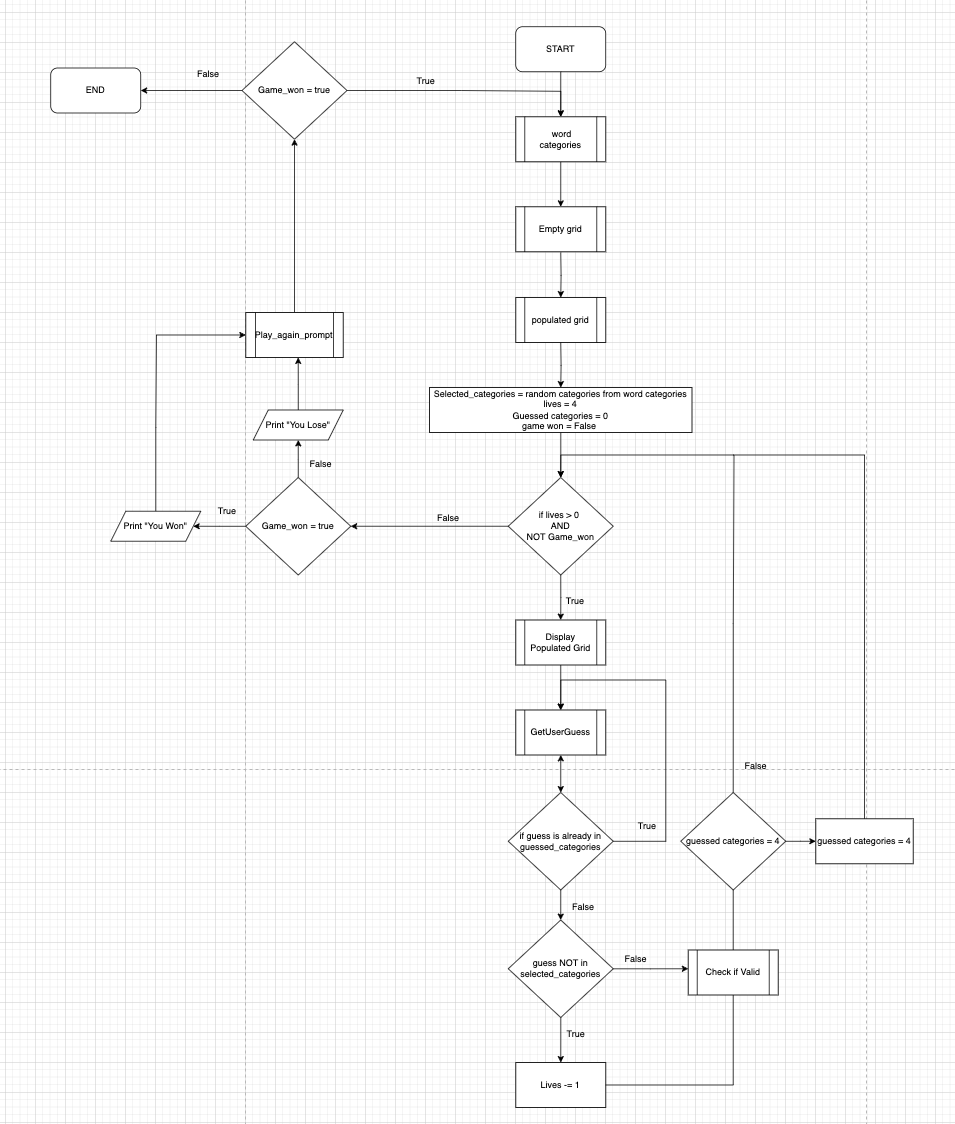 START
False
True
END
Game_won = true
word
categories
Empty grid
populated grid
Play_again_prompt
Selected_categories = random categories from word categories
lives = 4
Guessed categories = 0
game won = False
Print "You Lose"
False
True
Print "You Won"
Game_won = true
False
if lives > 0
AND
NOT Game_won
True
Display
Populated Grid
GetUserGuess
False
True
if guess is already in
guessed_categories
guessed categories = 4
guessed categories = 4
False
guess NOT in
selected_categories
False
Check if Valid
True
Lives -= 1